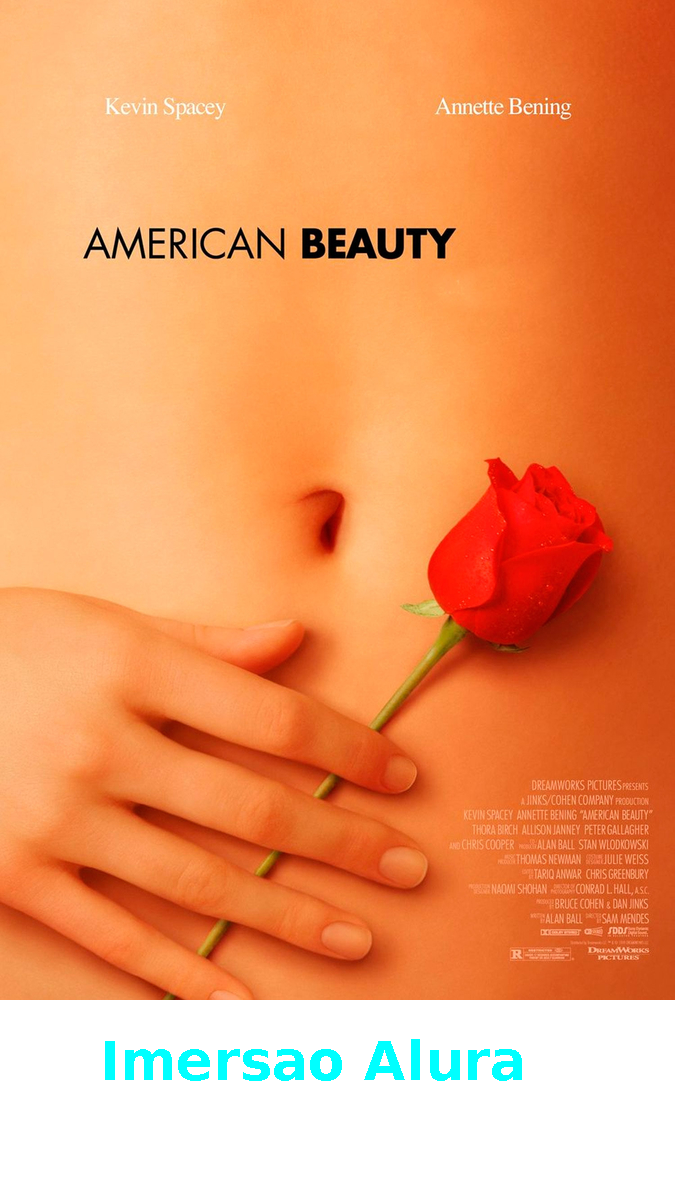 Kevin Spacey Annette Bening
AMERICAN BEAUTY
DREAMWORKS PICTURES PRESENTS
A JINKS/COHEN COMPANY PRODUCTION
KEVIN SPACEY ANNETTE BENING "AMERICAN BEAUTY"
THORA BIRCH ALLISON JANNEY PETER GALLAGHER
AND CHRIS COOPER ALAN BALL STAN WLODKOWSKI
THOMAS NEWMAN JULIE WEISS
TARIQ ANWAR CHRIS GREENBURY
NAOMI SHOHAN CONRAD L. HALL, A.S.C.
BRUCE COHEN & DAN JINKS
ALAN BALL SAM MENDES
SDDS
R DREAMWORKS
PICTURES
Imersao Alura